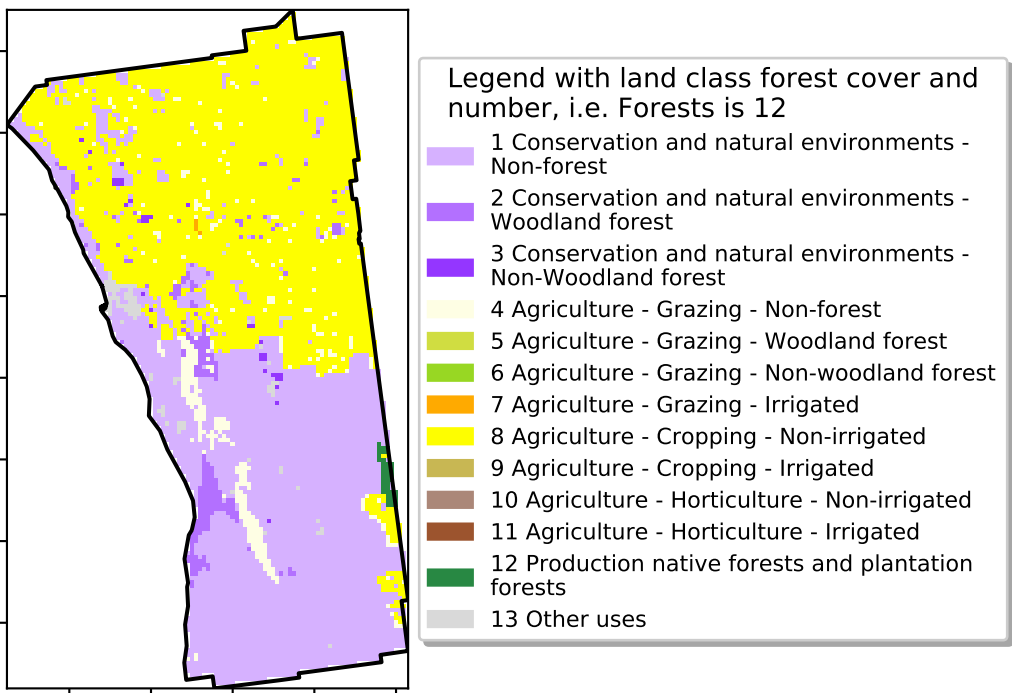 Legend with land class forest cover and
number, i.e. Forests is 12
1 Conservation and natural environments -
Non-forest
2 Conservation and natural environments -
Woodland forest
3 Conservation and natural environments -
Non-Woodland forest
4 Agriculture - Grazing - Non-forest
5 Agriculture - Grazing - Woodland forest
6 Agriculture - Grazing - Non-woodland forest
7 Agriculture - Grazing - Irrigated
8 Agriculture - Cropping - Non-irrigated
9 Agriculture - Cropping - Irrigated
10 Agriculture - Horticulture - Non-irrigated
11 Agriculture - Horticulture - Irrigated
12 Production native forests and plantation
forests
13 Other uses